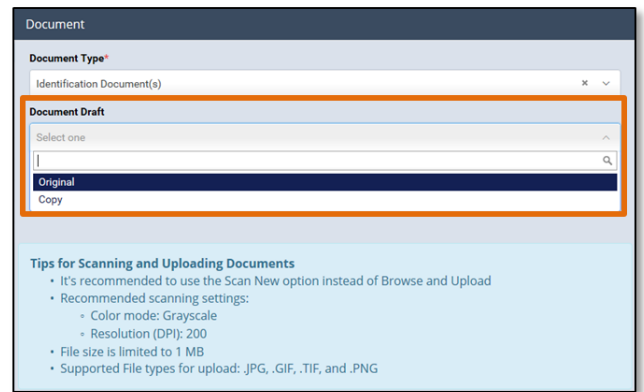 Document
Document Type*
Identification Document(s)
Document Draft
Select one
Original
Copy
Tips for Scanning and Uploading Documents
• It's recommended to use the Scan New option instead of Browse and Upload
• Recommended scanning settings:
◦ Color mode: Grayscale
◦ Resolution (DPI): 200
• File size is limited to 1 MB
• Supported File types for upload: .JPG, .GIF, .TIF, and .PNG